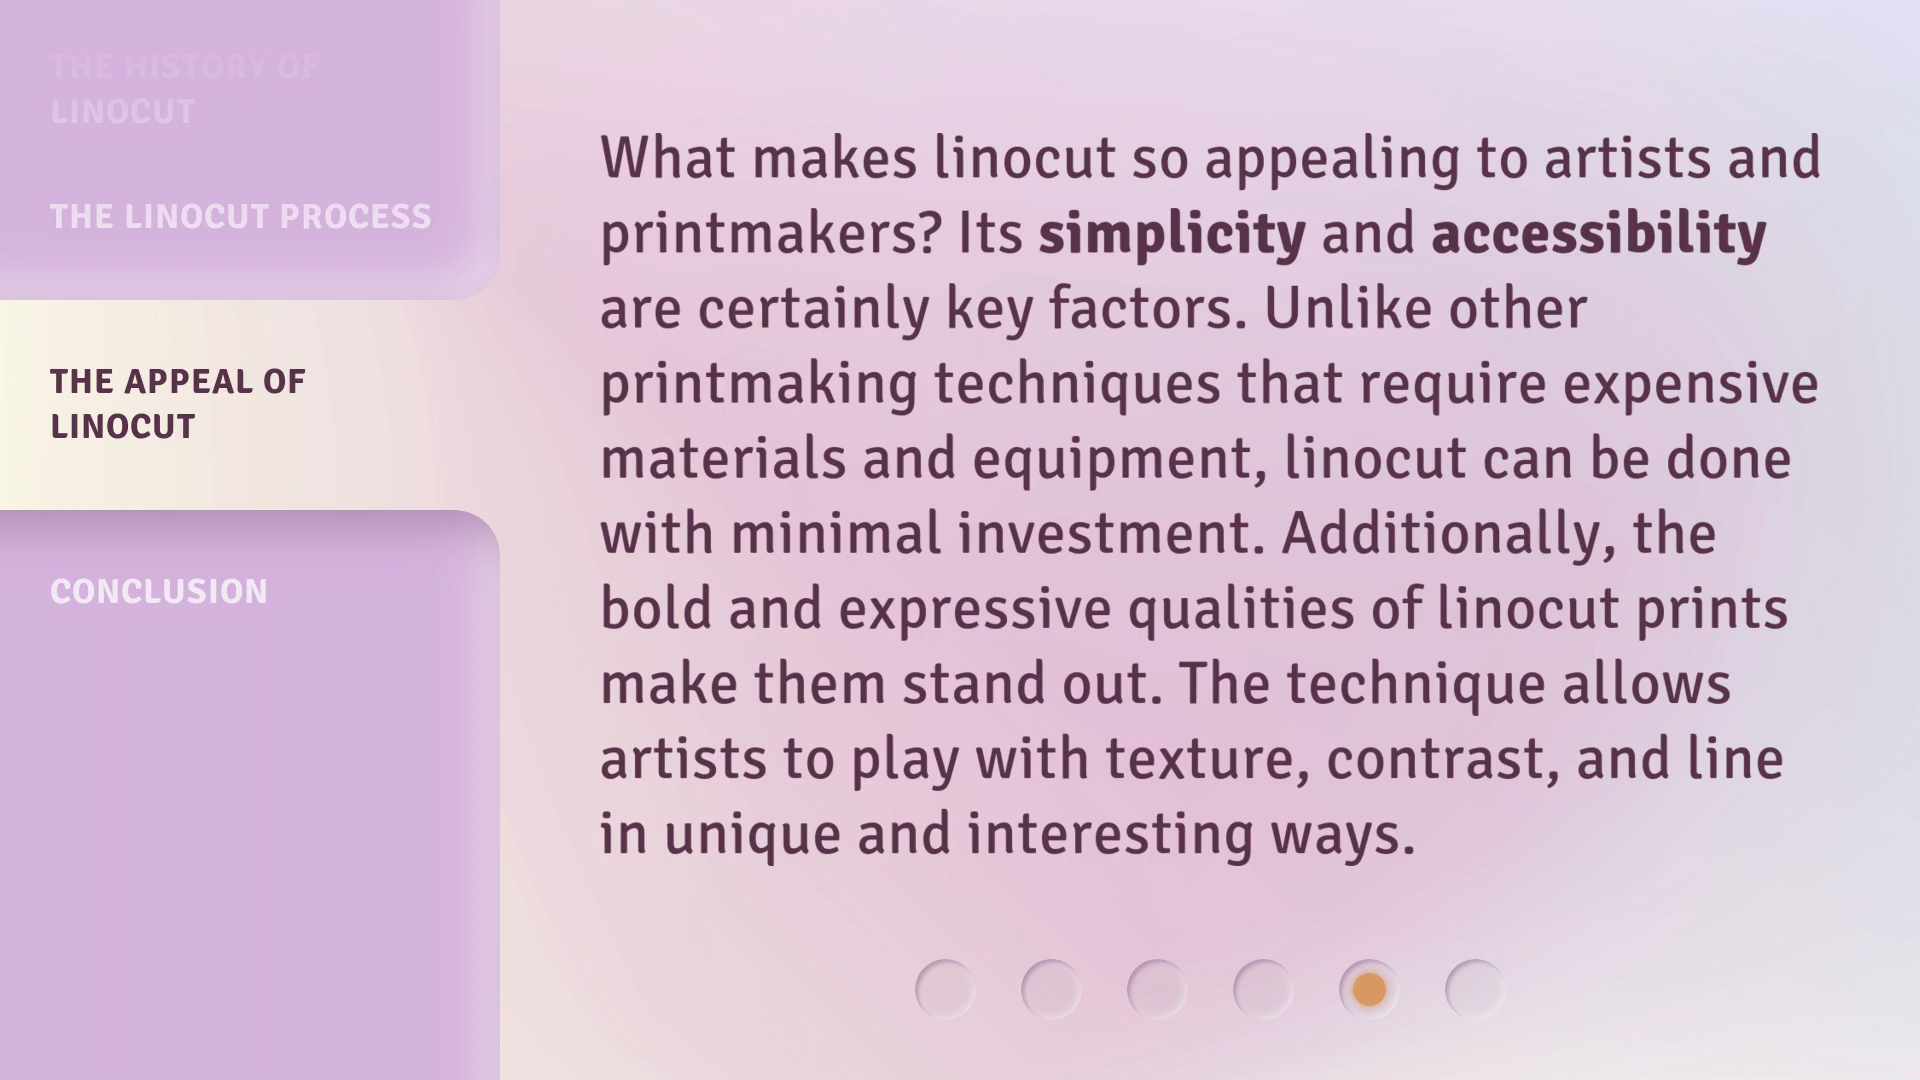 THE HISTORY OF
LINOCUT
THE LINOCUT PROCESS
THE APPEAL OF
LINOCUT
CONCLUSION
What makes linocut so appealing to artists and
printmakers? Its simplicity and accessibility
are certainly key factors. Unlike other
printmaking techniques that require expensive
materials and equipment, linocut can be done
with minimal investment. Additionally, the
bold and expressive qualities of linocut prints
make them stand out. The technique allows
artists to play with texture, contrast, and line
in unique and interesting ways.